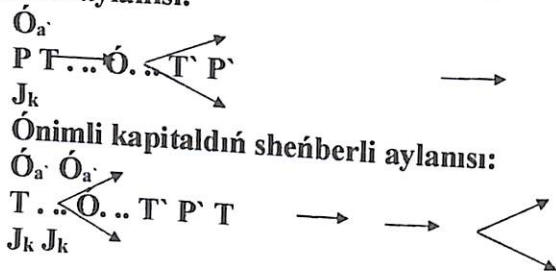 Óa`
P T . .. Ó. .. T` P`
Jk
Ónimli kapitaldıń sheńberli aylanısı:
Óa` Óa`
T . .. Ó. .. T` P` T
Jk Jk